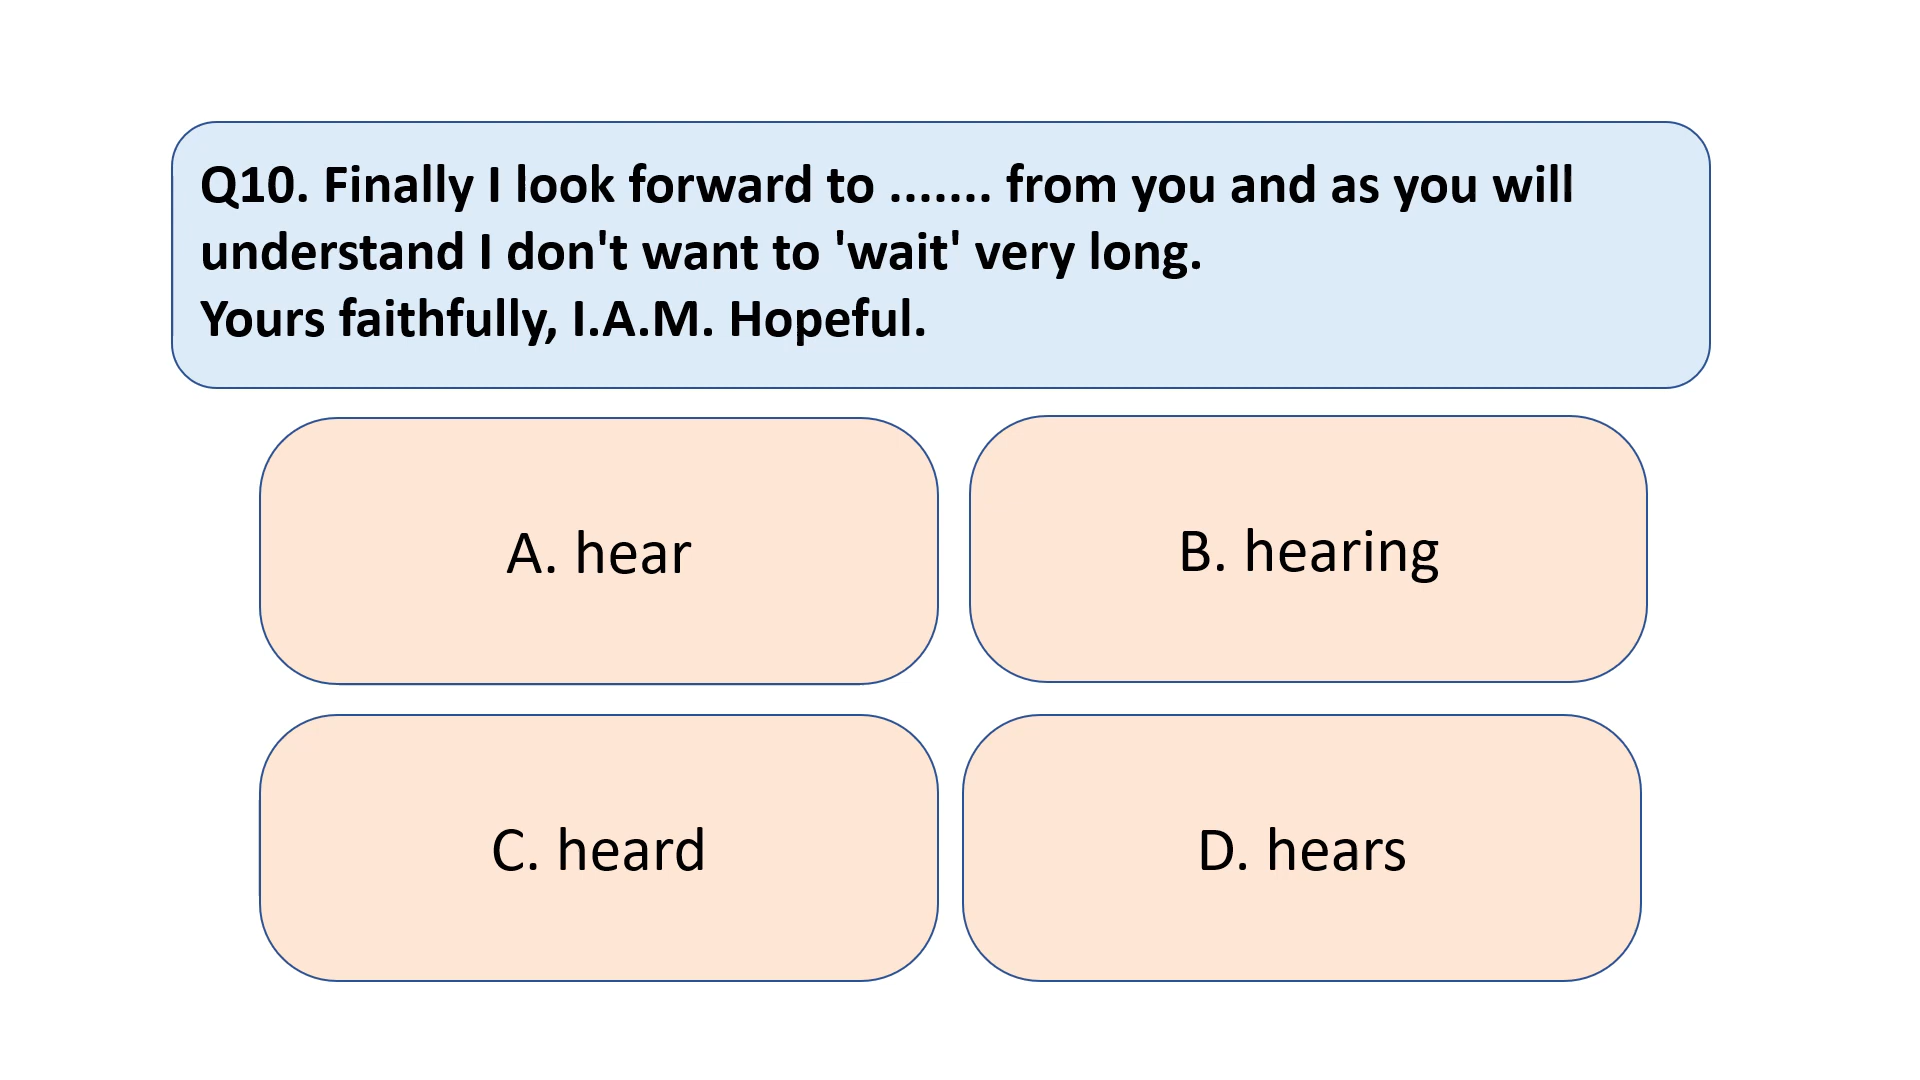 Q10. Finally I look forward to ....... from you and as you will
understand I don't want to 'wait' very long.
Yours faithfully, I.A.M. Hopeful.
A. hear
B. hearing
C. heard
D. hears